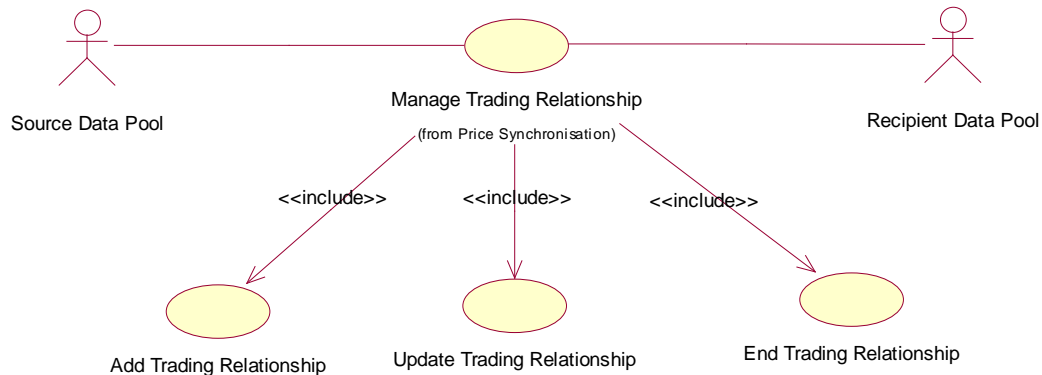 Manage Trading Relationship
Source Data Pool
Recipient Data Pool
(from Price Synchronisation)
<<include>>
<<include>>
<<include>>
Add Trading Relationship
Update Trading Relationship
End Trading Relationship